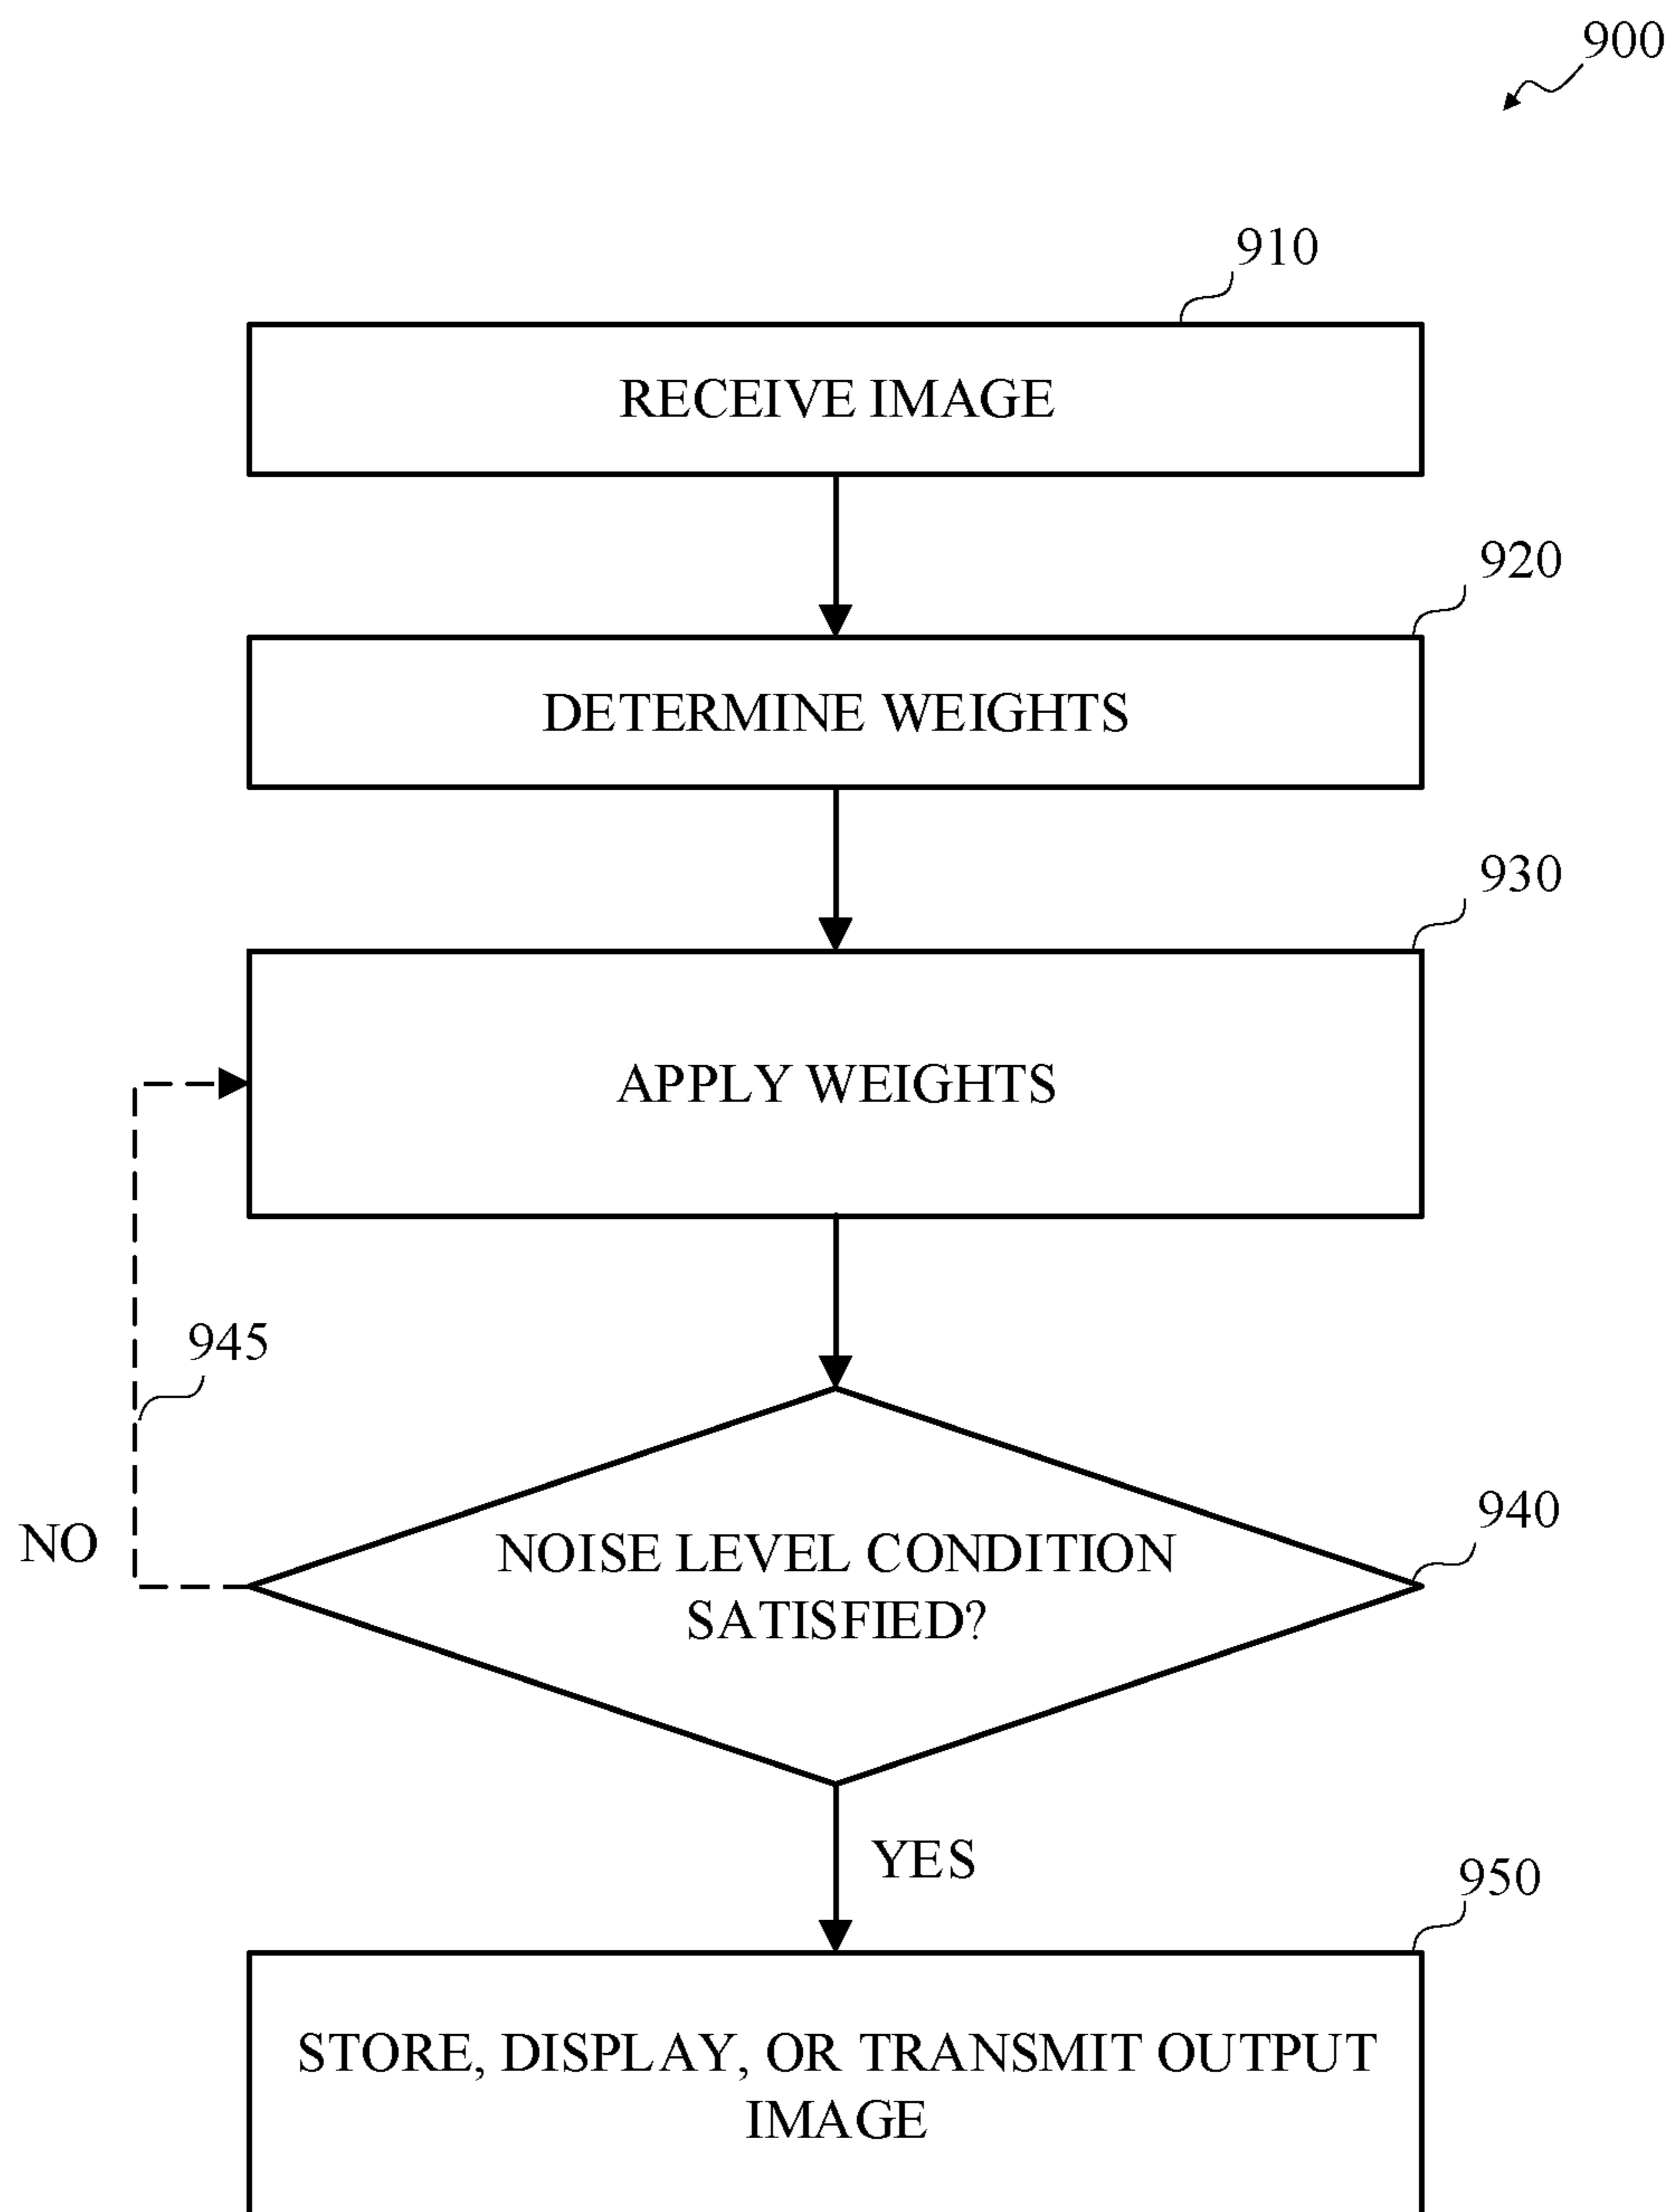 900
910
RECEIVE IMAGE
920
DETERMINE WEIGHTS
930
APPLY WEIGHTS
945
940
NO
NOISE LEVEL CONDITION
SATISFIED?
YES
950
STORE, DISPLAY, OR TRANSMIT OUTPUT
IMAGE